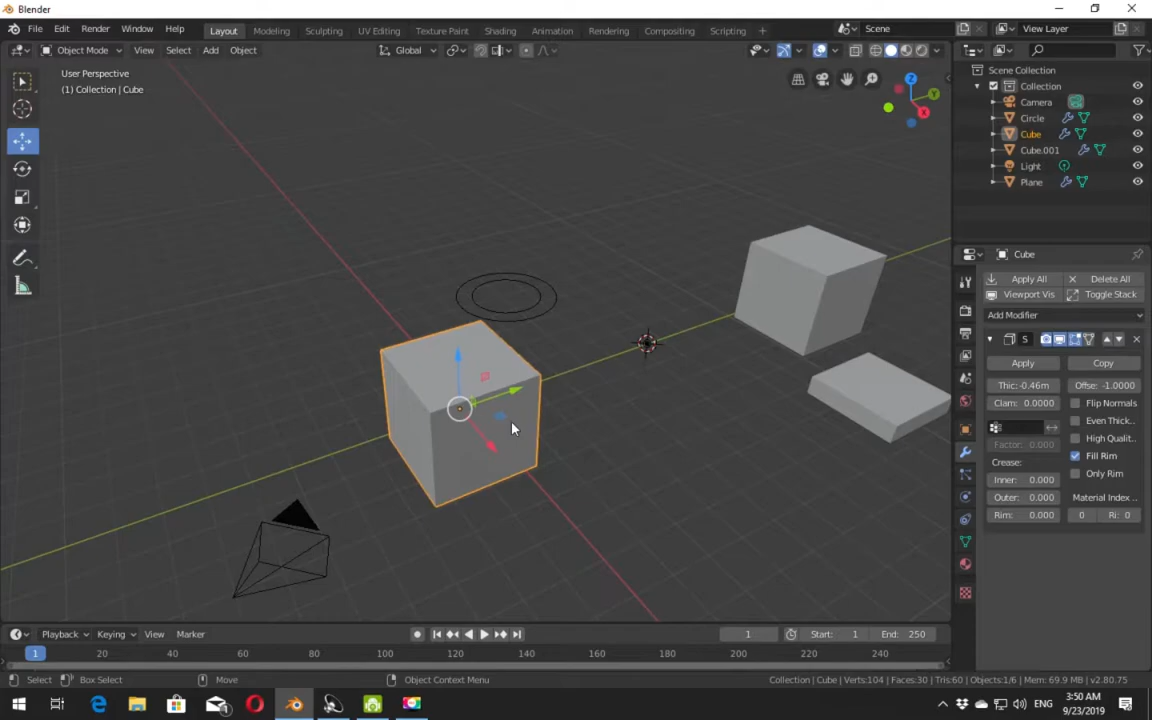 Blender
File Edit Render Window Help Layout Modeling Sculpting UV Editing Texture Paint Shading Animation Rendering Compositing Scripting + Scene View Layer
Object Mode View Select Add Object Global
User Perspective
(1) Collection | Cube
Y
Z
X
Scene Collection
Collection
Camera
Circle
Cube
Cube.001
Light
Plane
Cube
Apply All Delete All
Viewport Vis Toggle Stack
Add Modifier
S
Apply Copy
Thic:-0.46m Offse: -1.0000
Clam: 0.0000 Flip Normals
Even Thick..
Factor: 0.000 High Qualit..
Crease: Fill Rim
Inner: 0.000 Only Rim
Outer: 0.000 Material Index ..
Rim: 0.000 0 Ri: 0
Playback Keying View Marker 1 Start: 1 End: 250
1 20 40 60 80 100 120 140 160 180 200 220 240
Select Box Select Move Object Context Menu Collection | Cube | Verts:104 | Faces:30 | Tris:60 | Objects:1/6 | Mem: 69.9 MB | v2.80.75
ENG 3:50 AM
9/23/2019